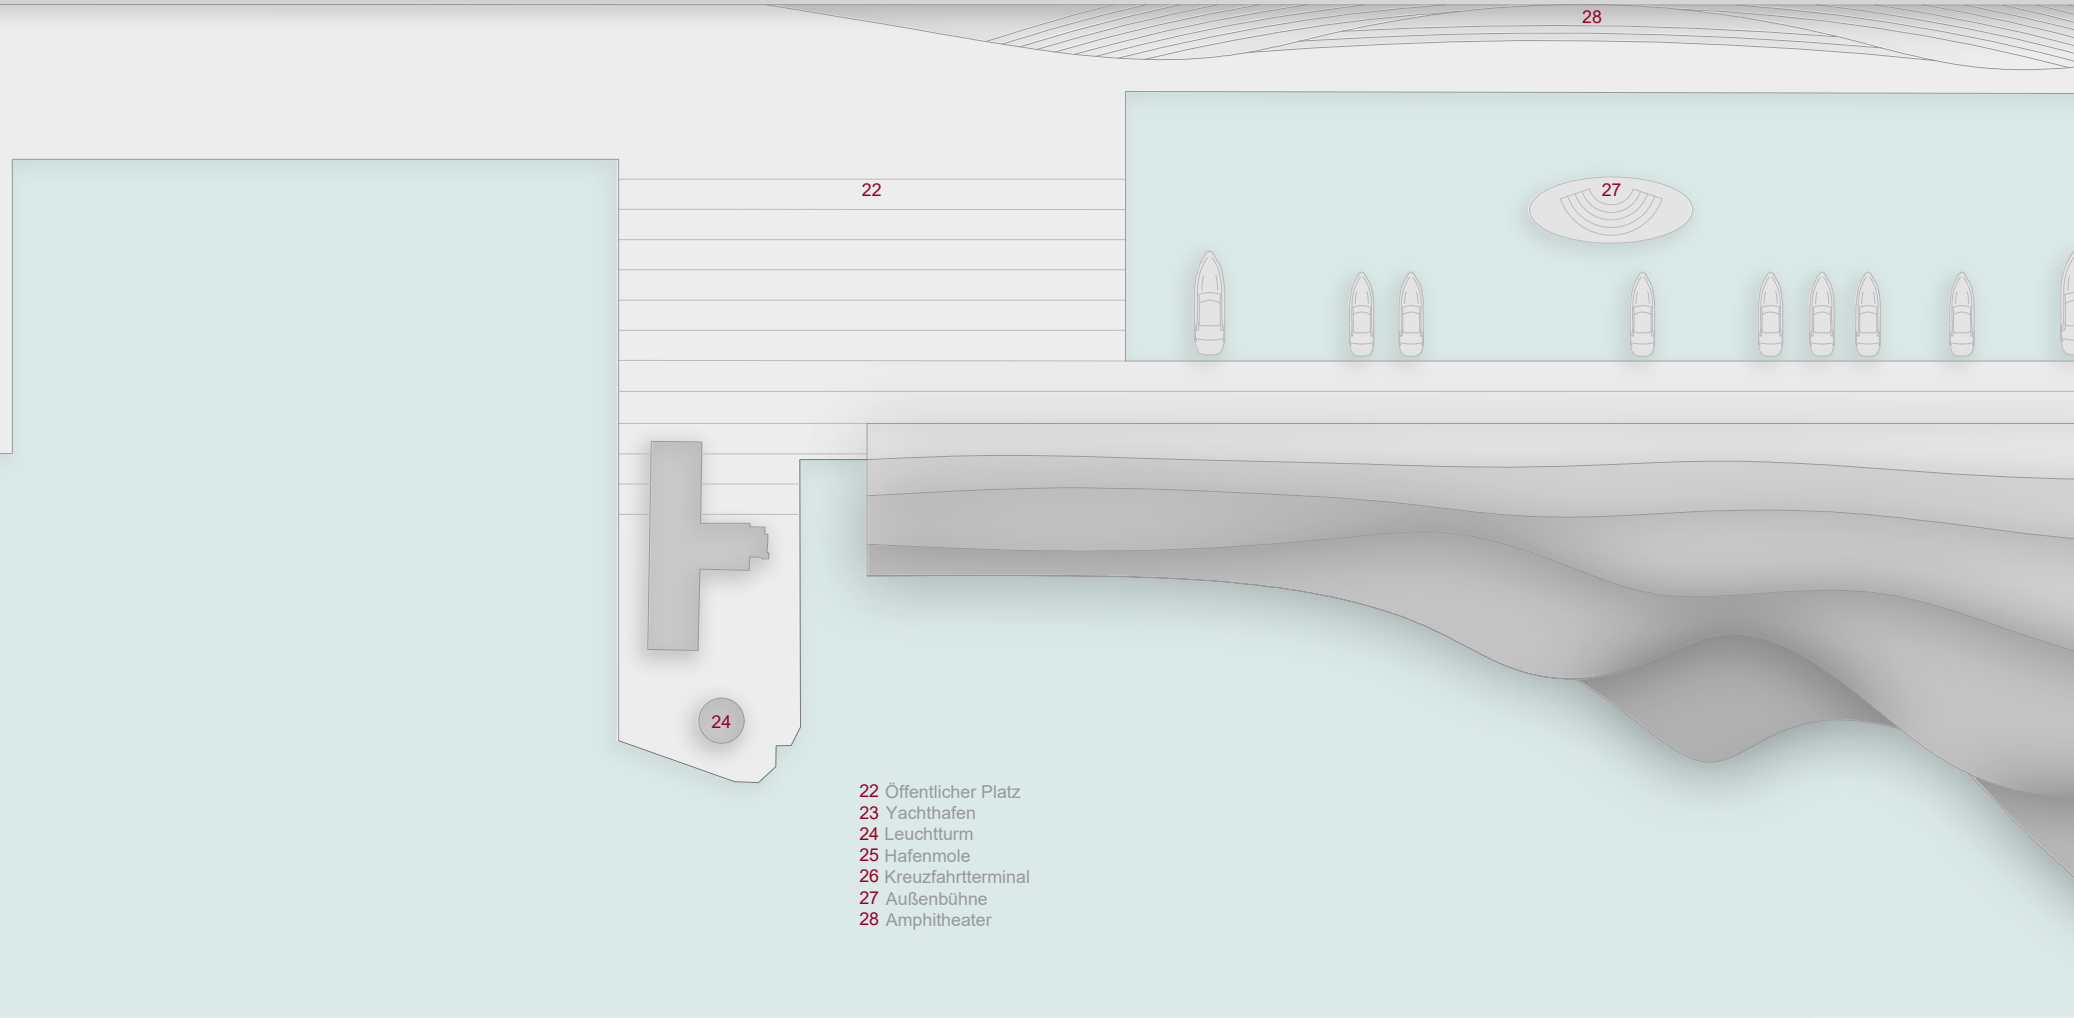 28
22
27
24
22 Öffentlicher Platz
23 Yachthafen
24 Leuchtturm
25 Hafenmole
26 Kreuzfahrtterminal
27 Außenbühne
28 Amphitheater